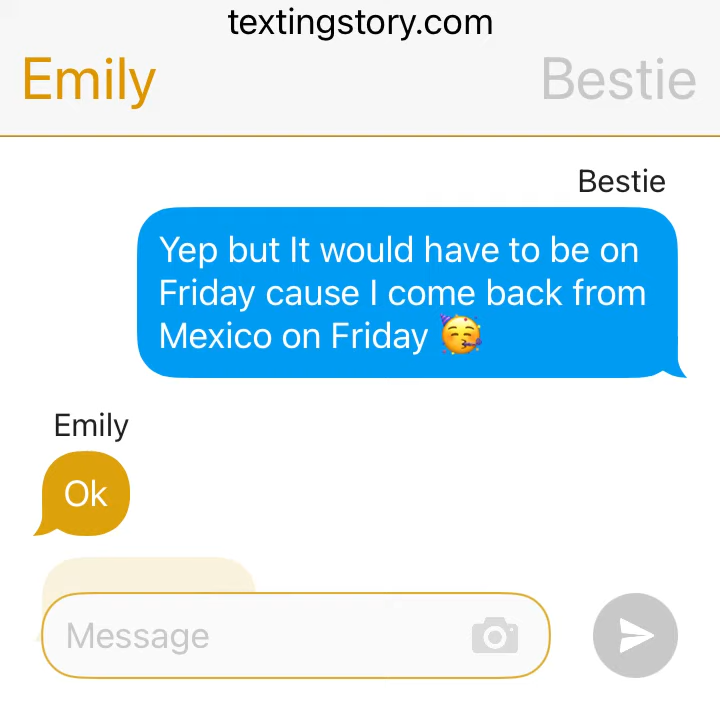 textingstory.com
Emily
Bestie
Bestie
Yep but It would have to be on
Friday cause I come back from
Mexico on Friday 🥳
Emily
Ok
Message